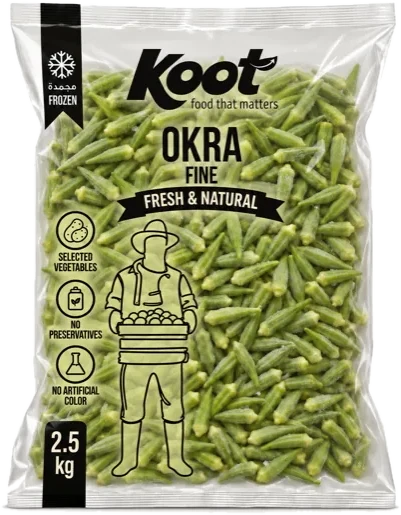 مجمدة
FROZEN
Koot
food that matters
OKRA
FINE
FRESH & NATURAL
SELECTED
VEGETABLES
NO
PRESERVATIVES
NO ARTIFICIAL
COLOR
2.5
kg